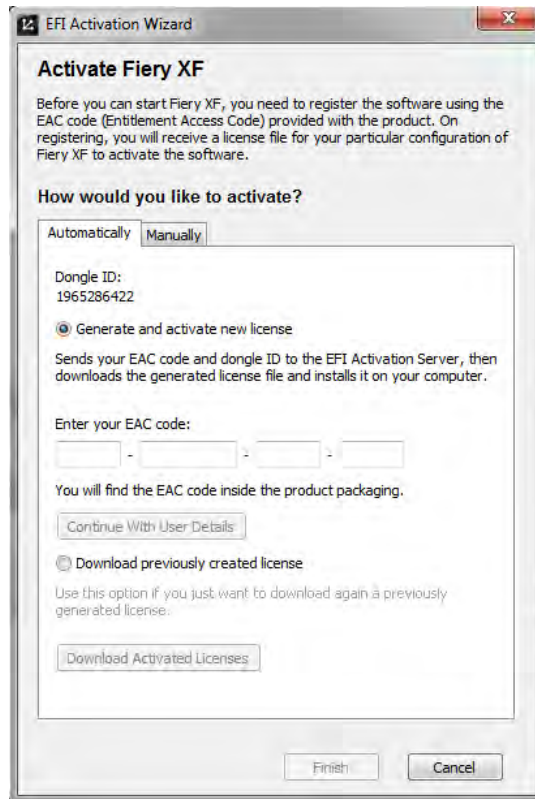 EFI Activation Wizard
Activate Fiery XF
Before you can start Fiery XF, you need to register the software using the
EAC code (Entitlement Access Code) provided with the product. On
registering, you will receive a license file for your particular configuration of
Fiery XF to activate the software.
How would you like to activate?
Automatically Manually
Dongle ID:
1965286422
Generate and activate new license
Sends your EAC code and dongle ID to the EFI Activation Server, then
downloads the generated license file and installs it on your computer.
Enter your EAC code:
- - -
You will find the EAC code inside the product packaging.
Continue With User Details
Download previously created license
Use this option if you just want to download again a previously
generated license.
Download Activated Licenses
Finish Cancel